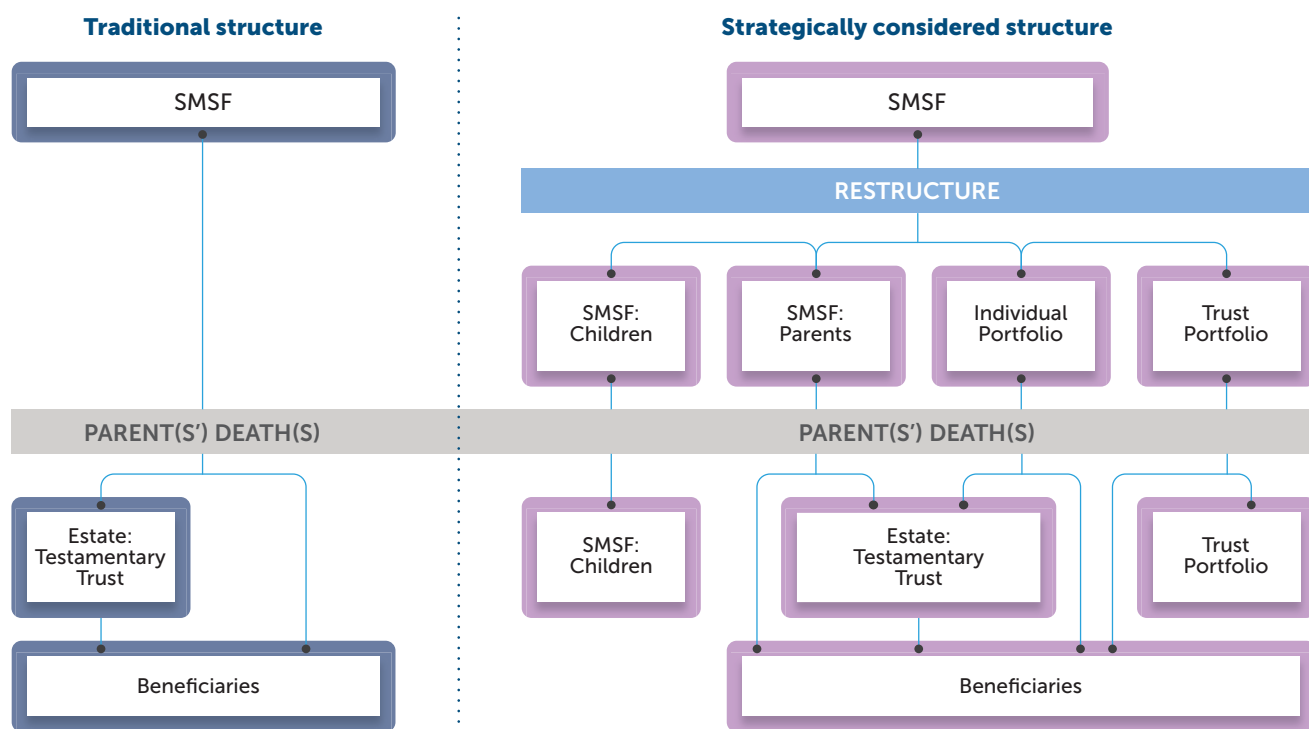 Traditional structure
SMSF
PARENT(S') DEATH(S)
Estate:
Testamentary
Trust
Beneficiaries
Strategically considered structure
SMSF
RESTRUCTURE
SMSF:
Children
SMSF:
Parents
Individual
Portfolio
Trust
Portfolio
PARENT(S') DEATH(S)
SMSF:
Children
Estate:
Testamentary
Trust
Trust
Portfolio
Beneficiaries